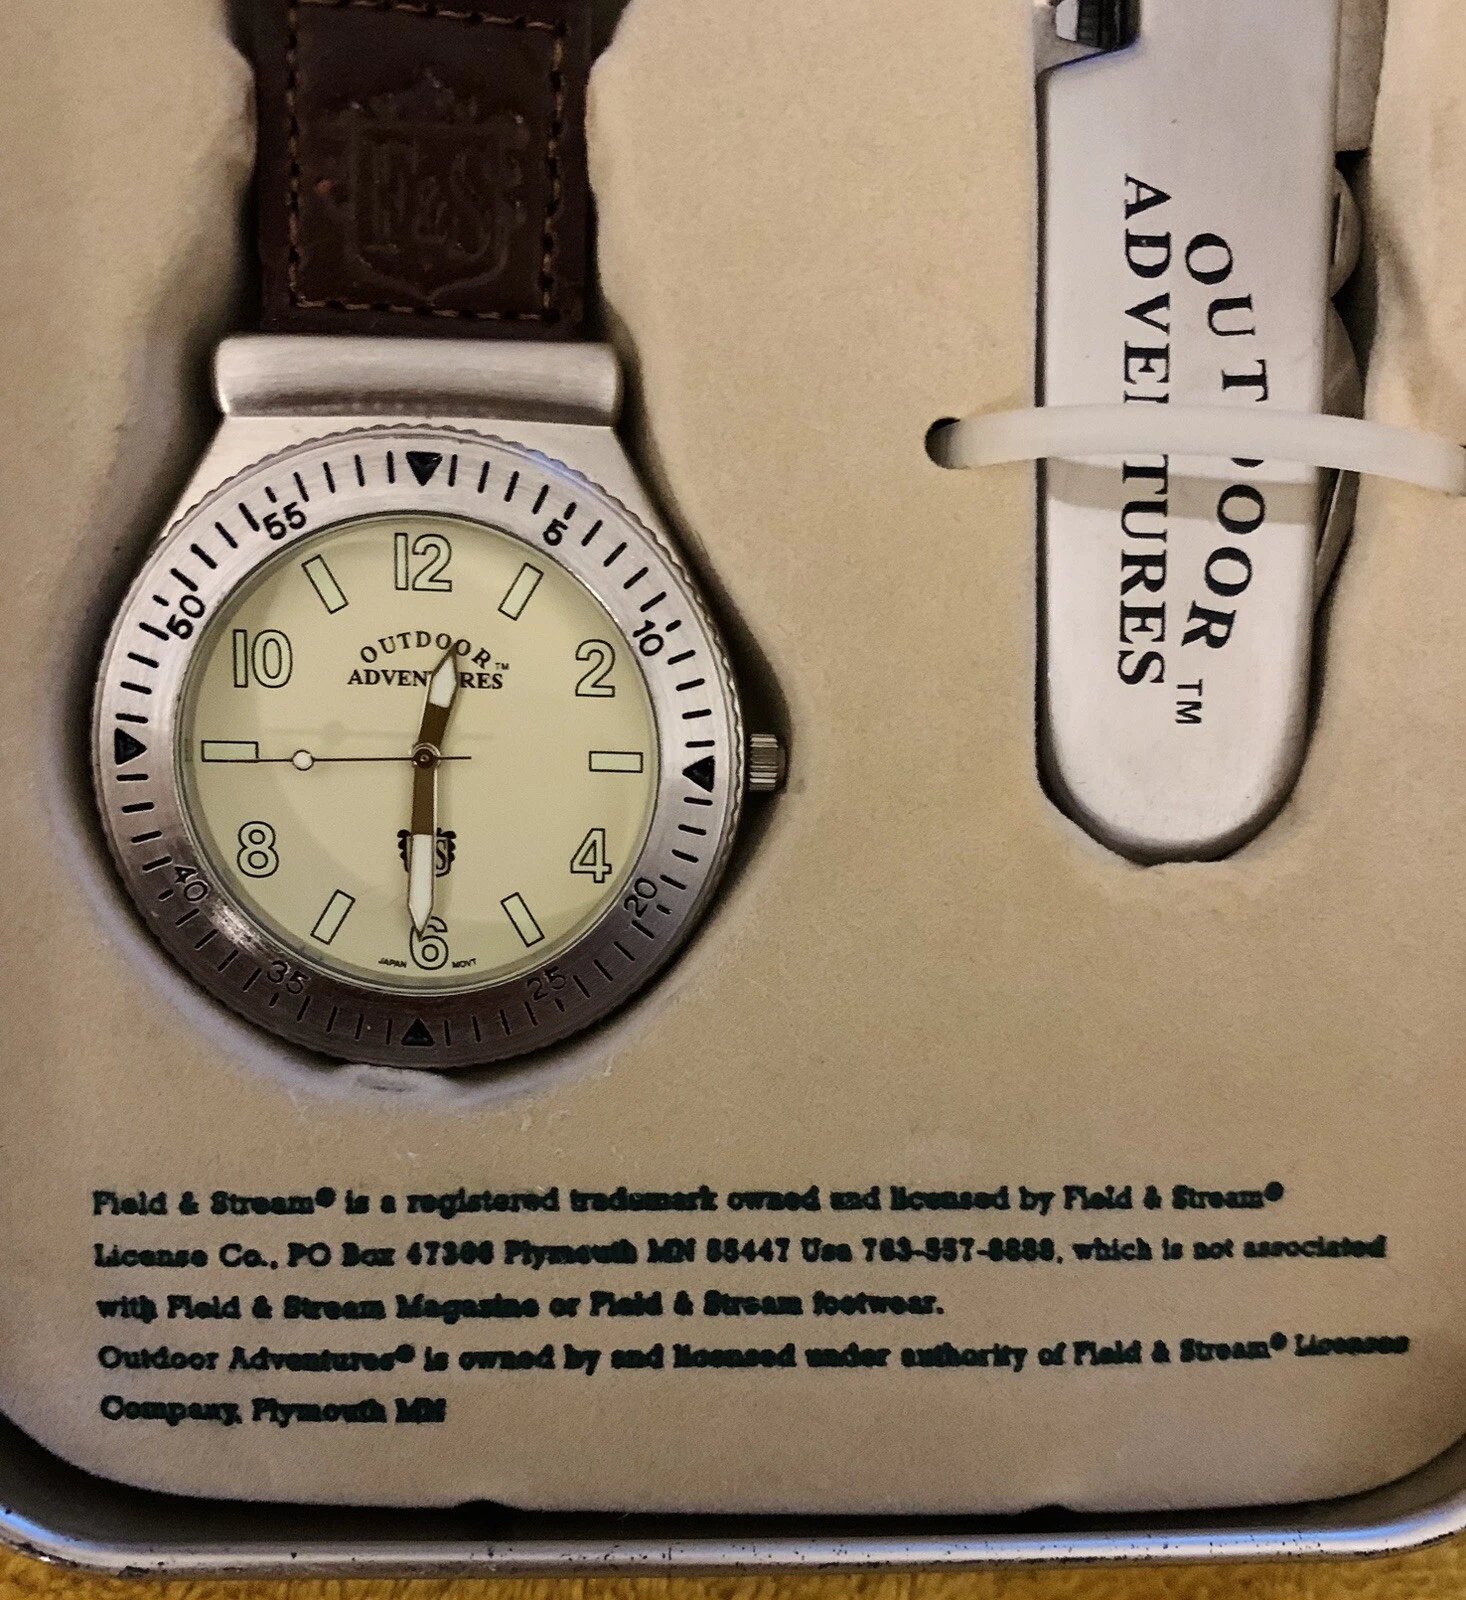 F&S
55
5
50
10
40
20
35
25
12
10
2
8
4
6
OUTDOOR™
ADVENTURES
JAPAN MOVT
OUTDOOR
ADVENTURES™
Field & Stream® is a registered trademark owned and licensed by Field & Stream®
License Co., PO Box Plymouth MN 55447 Usa which is not associated
with Field & Stream Magazine or Field & Stream footwear.
Outdoor Adventures® is owned by and licensed under authority of Field & Stream® Licenses
Company, Plymouth MN